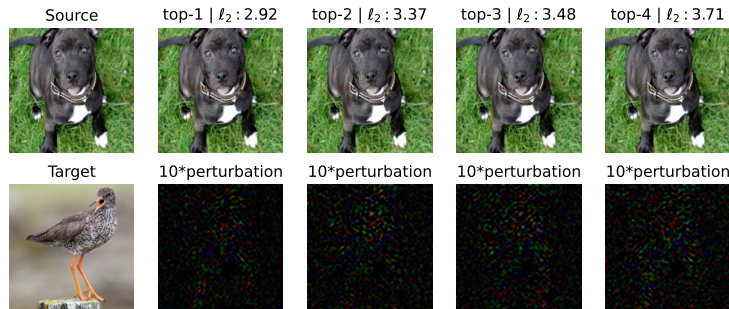 Source
top-1 | ℓ₂ : 2.92
top-2 | ℓ₂ : 3.37
top-3 | ℓ₂ : 3.48
top-4 | ℓ₂ : 3.71
Target
10*perturbation
10*perturbation
10*perturbation
10*perturbation